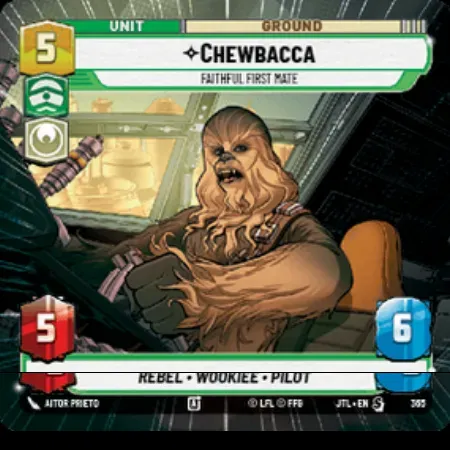 UNIT GROUND
5
CHEWBACCA
FAITHFUL FIRST MATE
5
6
REBEL • WOOKIEE • PILOT
AITOR PRIETO Ⓒ LFL Ⓒ FFG JTL • EN 365